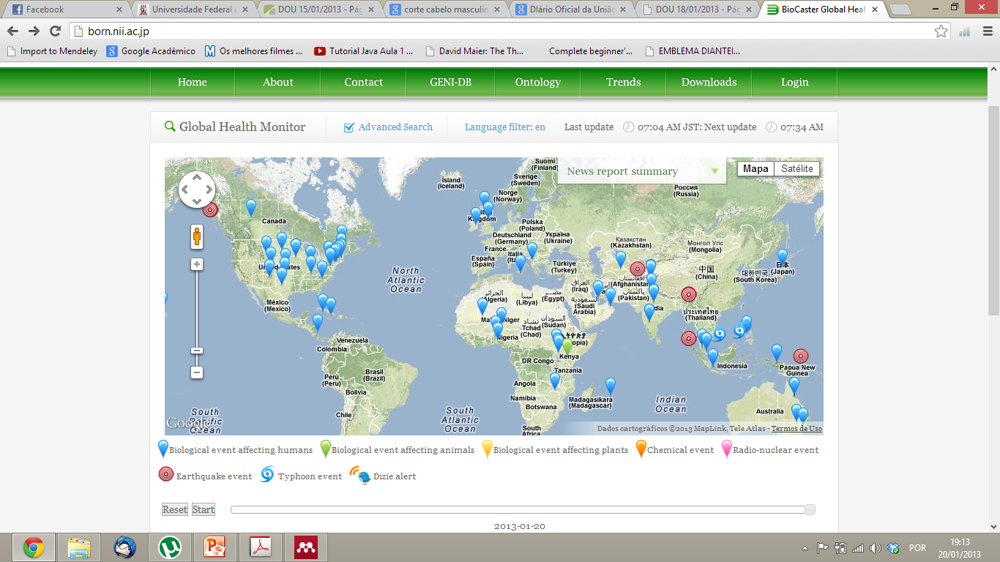 Facebook
Universidade Federal d
DOU 15/01/2013 - Pág
corte cabelo masculin
DIário Oficial da União
DOU 18/01/2013 - Pág
BioCaster Global Heal
born.nii.ac.jp
Import to Mendeley
Google Acadêmico
Os melhores filmes ...
Tutorial Java Aula 1 ...
David Maier: The Th...
Complete beginner'...
EMBLEMA DIANTEI...
Home
About
Contact
GENI-DB
Ontology
Trends
Downloads
Login
Global Health Monitor
Advanced Search
Language filter: en
Last update 07:04 AM JST: Next update 07:34 AM
News report summary
Mapa
Satélite
Suomi
(Finland)
Ísland
(Iceland)
Sverige
(Sweden)
Norge
(Norway)
Россия
(Russia)
Canada
Kingdom
Polska
(Poland)
Deutschland
(Germany)
Україна
(Ukraine)
France
Italia
España
(Spain)
Türkiye
(Turkey)
Қазақстан
(Kazakhstan)
Монгол Улс
(Mongolia)
中国
(China)
대한민국
(South Korea)
日本
(Japan)
North
Atlantic
Ocean
México
(Mexico)
(Algeria)
ليبيا
(Libya)
مصر
(Egypt)
العراق
(Iraq)
السعودية
(Saudi
Arabia)
(Afghanistan)
پاکستان
(Pakistan)
ประเทศไทย
(Thailand)
Niger
تشاد
(Chad)
السودان
(Sudan)
Nigeria
Kenya
DR Congo
Tanzania
Venezuela
Colombia
Perú
(Peru)
Brasil
(Brazil)
Bolivia
Chile
Angola
Namibia
Botswana
Madagasikara
(Madagascar)
Indonesia
Papua New
Guinea
Indian
Ocean
Australia
South
Pacific
Ocean
South
Atlantic
Ocean
South
Africa
Google
Dados cartográficos ©2013 MapLink, Tele Atlas - Termos de Uso
Biological event affecting humans
Biological event affecting animals
Biological event affecting plants
Chemical event
Radio-nuclear event
Earthquake event
Typhoon event
Dizie alert
Reset
Start
2013-01-20
POR
19:13
20/01/2013